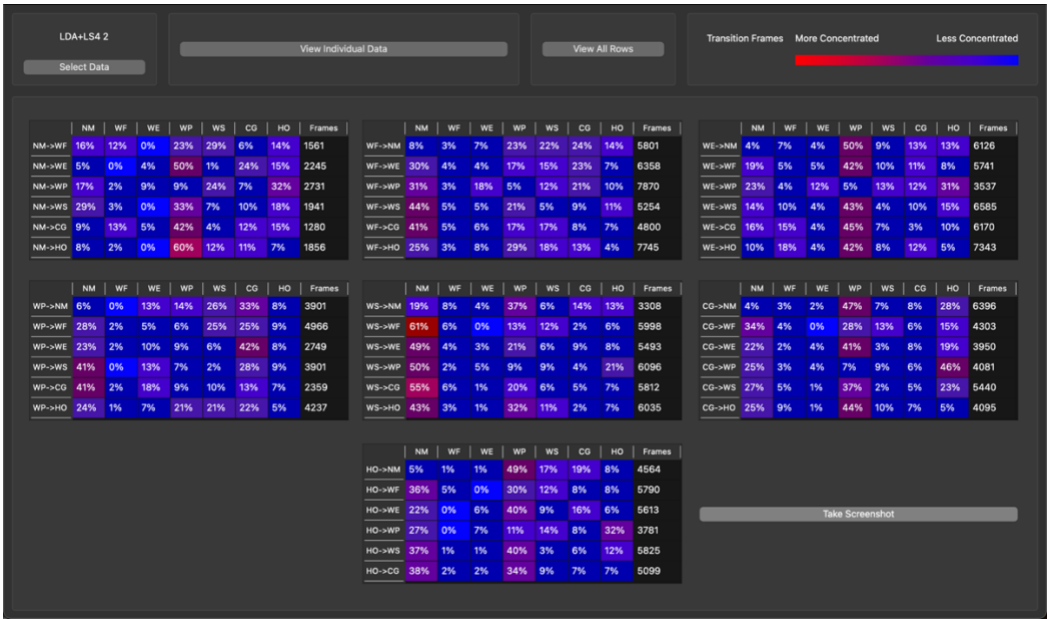 LDA+LS4 2
Select Data
View Individual Data
View All Rows
Transition Frames More Concentrated Less Concentrated
NM WF WE WP WS CG HO Frames
NM->WF 16% 12% 0% 23% 29% 6% 14% 1561
NM->WE 5% 0% 4% 50% 1% 24% 15% 2245
NM->WP 17% 2% 9% 9% 24% 7% 32% 2731
NM->WS 29% 3% 0% 33% 7% 10% 18% 1941
NM->CG 9% 13% 5% 42% 4% 12% 15% 1280
NM->HO 8% 2% 0% 60% 12% 11% 7% 1856
NM WF WE WP WS CG HO Frames
WF->NM 8% 3% 7% 23% 22% 24% 14% 5801
WF->WE 30% 4% 4% 17% 15% 23% 7% 6358
WF->WP 31% 3% 18% 5% 12% 21% 10% 7870
WF->WS 44% 5% 5% 21% 5% 9% 11% 5254
WF->CG 41% 5% 6% 17% 17% 8% 7% 4800
WF->HO 25% 3% 8% 29% 18% 13% 4% 7745
NM WF WE WP WS CG HO Frames
WE->NM 4% 7% 4% 50% 9% 13% 13% 6126
WE->WF 19% 5% 5% 42% 10% 11% 8% 5741
WE->WP 23% 4% 12% 5% 13% 12% 31% 3537
WE->WS 14% 10% 4% 43% 4% 10% 15% 6585
WE->CG 16% 15% 4% 45% 7% 3% 10% 6170
WE->HO 10% 18% 4% 42% 8% 12% 5% 7343
NM WF WE WP WS CG HO Frames
WP->NM 6% 0% 13% 14% 26% 33% 8% 3901
WP->WF 28% 2% 5% 6% 25% 25% 9% 4966
WP->WE 23% 2% 10% 9% 6% 42% 8% 2749
WP->WS 41% 0% 13% 7% 2% 28% 9% 3901
WP->CG 41% 2% 18% 9% 10% 13% 7% 2359
WP->HO 24% 1% 7% 21% 21% 22% 5% 4237
NM WF WE WP WS CG HO Frames
WS->NM 19% 8% 4% 37% 6% 14% 13% 3308
WS->WF 61% 6% 0% 13% 12% 2% 6% 5998
WS->WE 49% 4% 3% 21% 6% 9% 8% 5493
WS->WP 50% 2% 5% 9% 9% 4% 21% 6096
WS->CG 55% 6% 1% 20% 6% 5% 7% 5812
WS->HO 43% 3% 1% 32% 11% 2% 7% 6035
NM WF WE WP WS CG HO Frames
CG->NM 4% 3% 2% 47% 7% 8% 28% 6396
CG->WF 34% 4% 0% 28% 13% 6% 15% 4303
CG->WE 22% 2% 4% 41% 3% 8% 19% 3950
CG->WP 25% 3% 4% 7% 9% 6% 46% 4081
CG->WS 27% 5% 1% 37% 2% 5% 23% 5440
CG->HO 25% 9% 1% 44% 10% 7% 5% 4095
NM WF WE WP WS CG HO Frames
HO->NM 5% 1% 1% 49% 17% 19% 8% 4564
HO->WF 36% 5% 0% 30% 12% 8% 8% 5790
HO->WE 22% 0% 6% 40% 9% 16% 6% 5613
HO->WP 27% 0% 7% 11% 14% 8% 32% 3781
HO->WS 37% 1% 1% 40% 3% 6% 12% 5825
HO->CG 38% 2% 2% 34% 9% 7% 7% 5099
Take Screenshot